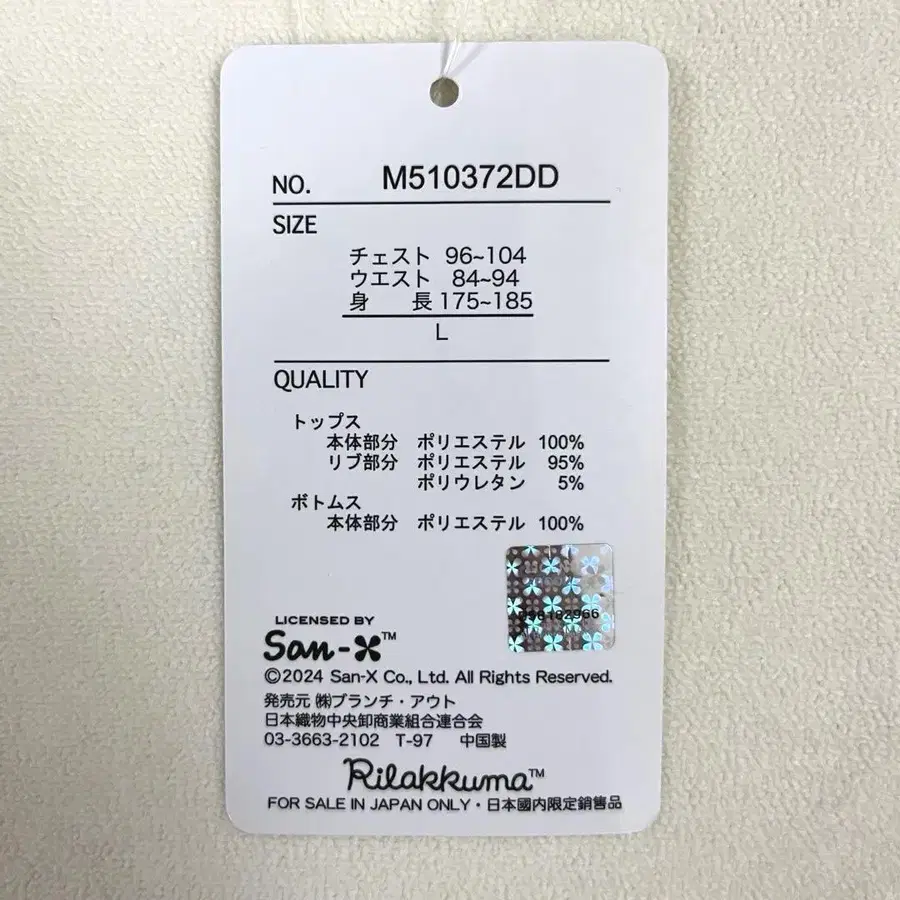 NO. M510372DD
SIZE
チェスト 96~104
ウエスト 84~94
身 長 175~185
L
QUALITY
トップス
本体部分 ポリエステル 100%
リブ部分 ポリエステル 95%
ポリウレタン 5%
ボトムス
本体部分 ポリエステル 100%
LICENSED BY
San-X™
©2024 San-X Co., Ltd. All Rights Reserved.
発売元 ㈱ブランチ・アウト
日本織物中央卸商業組合連合会
03-3663-2102 T-97 中国製
Rilakkuma™
FOR SALE IN JAPAN ONLY・日本國内限定銷售品